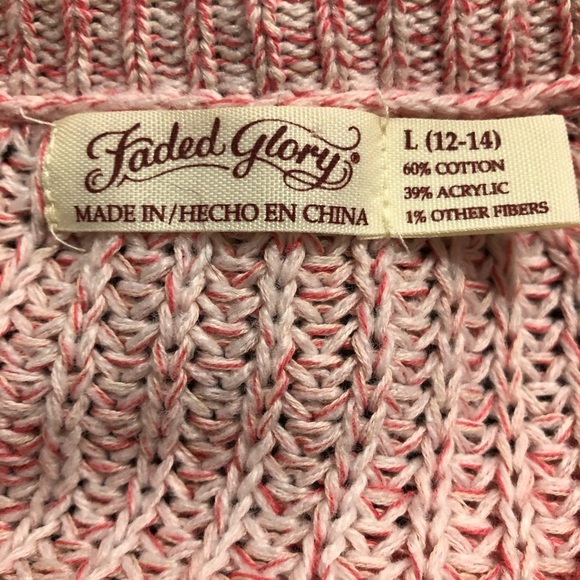 Faded Glory®
MADE IN/HECHO EN CHINA
L (12-14)
60% COTTON
39% ACRYLIC
1% OTHER FIBERS